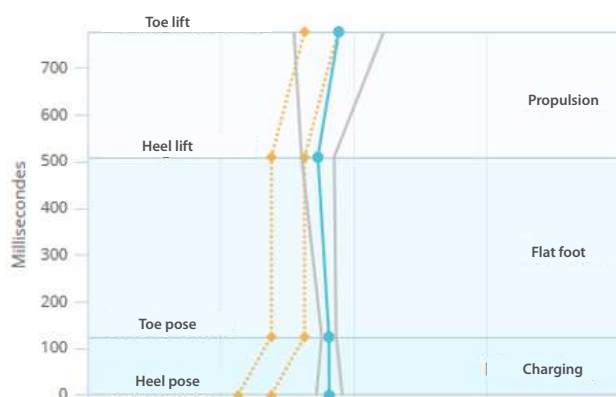 Toe lift
700
Propulsion
600
Heel lift
500
400
Millisecondes
300
Flat foot
200
Toe pose
100
Charging
Heel pose
0